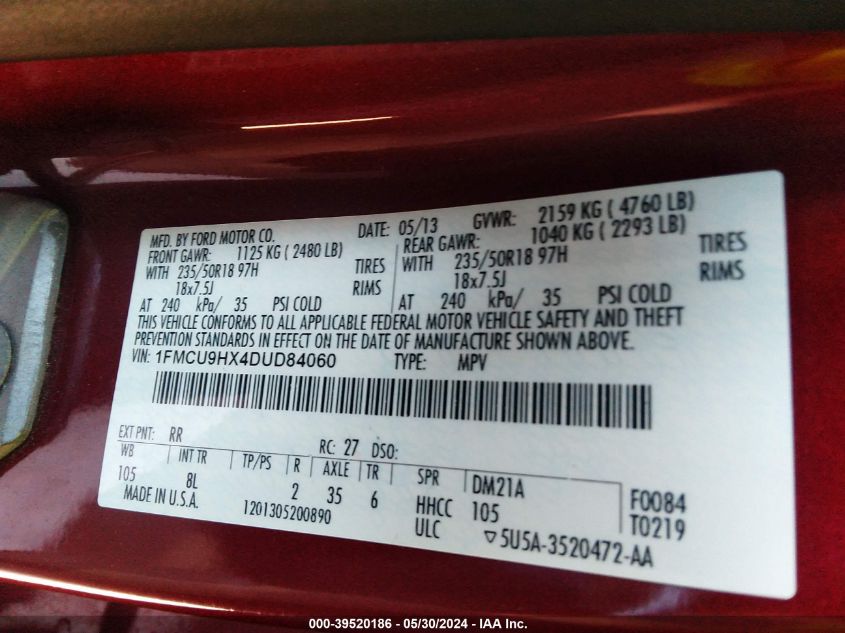 MFD. BY FORD MOTOR CO. DATE: 05/13 GVWR: 2159 KG ( 4760 LB)
FRONT GAWR: 1125 KG ( 2480 LB) REAR GAWR: 1040 KG ( 2293 LB)
WITH 235/50R18 97H TIRES WITH 235/50R18 97H TIRES
18x7.5J RIMS 18x7.5J RIMS
AT 240 kPa/ 35 PSI COLD AT 240 kPa/ 35 PSI COLD
THIS VEHICLE CONFORMS TO ALL APPLICABLE FEDERAL MOTOR VEHICLE SAFETY AND THEFT
PREVENTION STANDARDS IN EFFECT ON THE DATE OF MANUFACTURE SHOWN ABOVE.
VIN: 1FMCU9HX4DUD84060 TYPE: MPV
EXT PNT: RR RC: 27 DSO:
WB INT TR TP/PS R AXLE TR SPR DM21A F0084
105 8L 2 35 6 HHCC 105 T0219
MADE IN U.S.A. 1201305200890 ULC ▽5U5A-3520472-AA
000-39520186 - 05/30/2024 - IAA Inc.